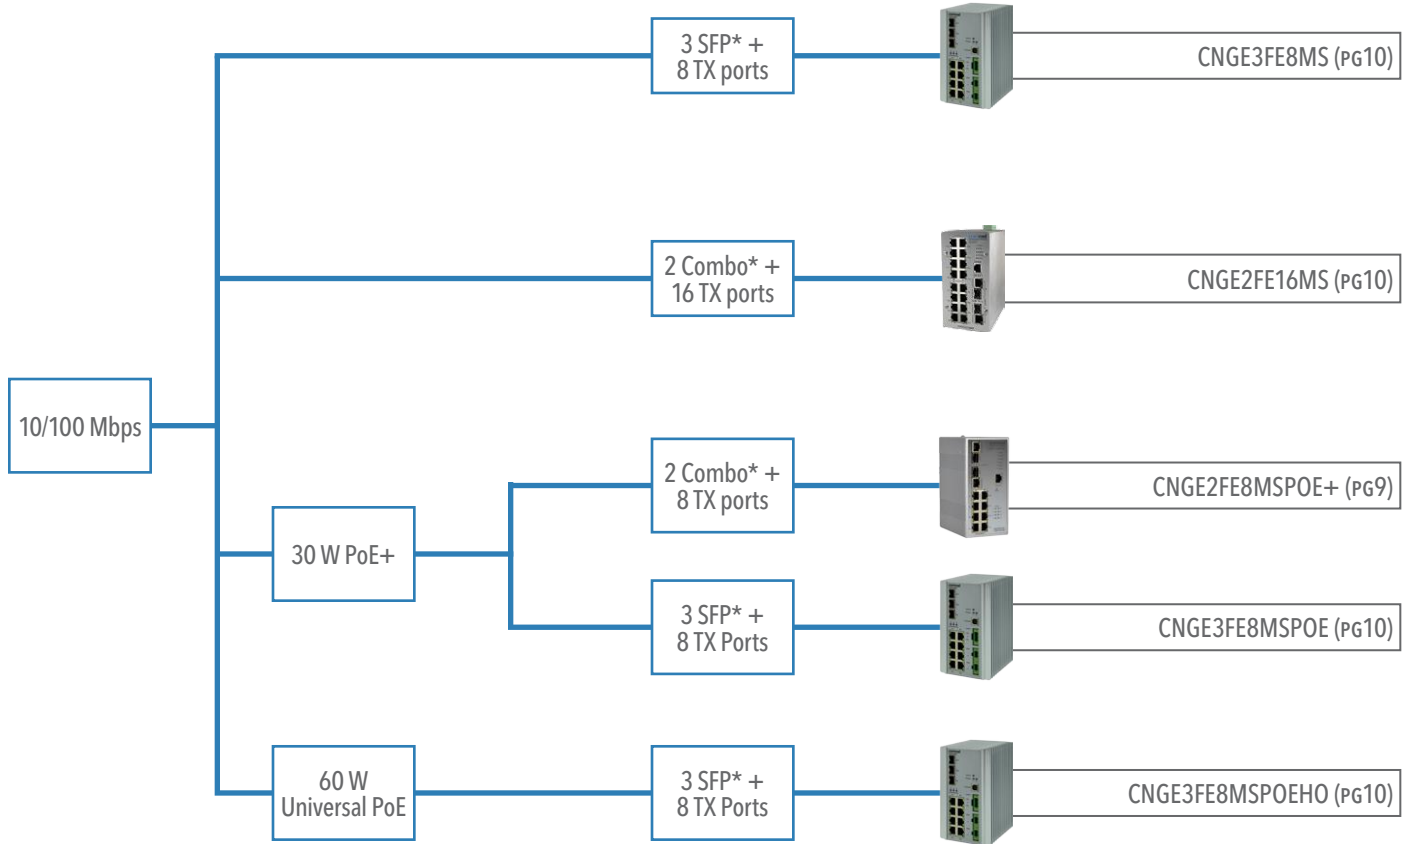 3 SFP* +
8 TX ports
CNGE3FE8MS (PG10)
2 Combo* +
16 TX ports
CNGE2FE16MS (PG10)
10/100 Mbps
30 W PoE+
2 Combo* +
8 TX ports
CNGE2FE8MSPOE+ (PG9)
3 SFP* +
8 TX Ports
CNGE3FE8MSPOE (PG10)
60 W
Universal PoE
3 SFP* +
8 TX Ports
CNGE3FE8MSPOEHO (PG10)